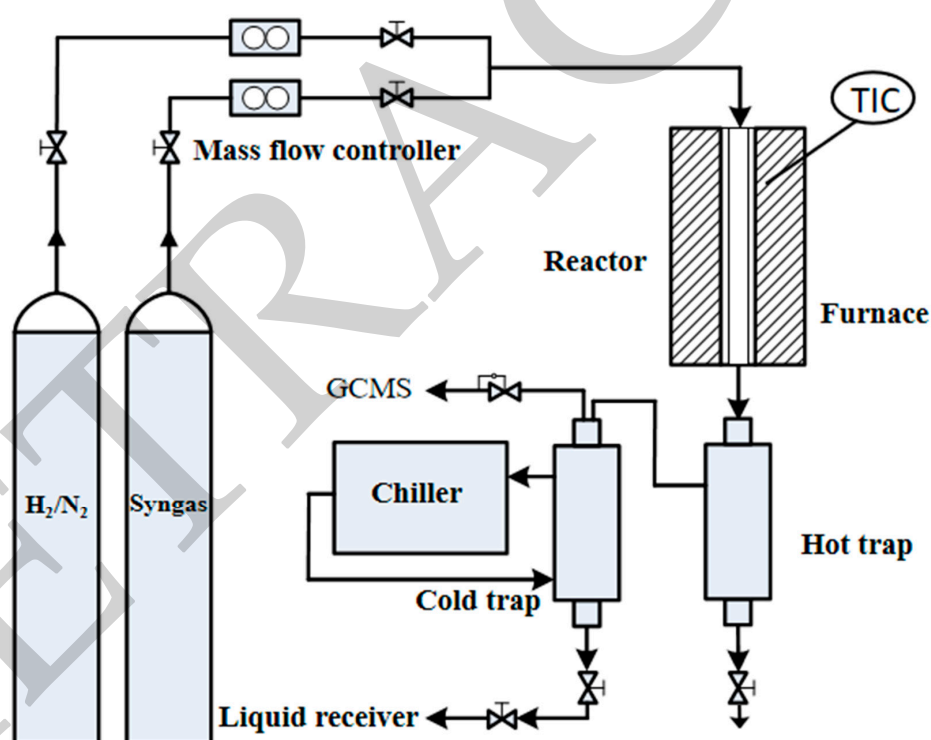 TIC
Mass flow controller
Reactor
Furnace
GCMS
Chiller
H₂/N₂
Syngas
Hot trap
Cold trap
Liquid receiver